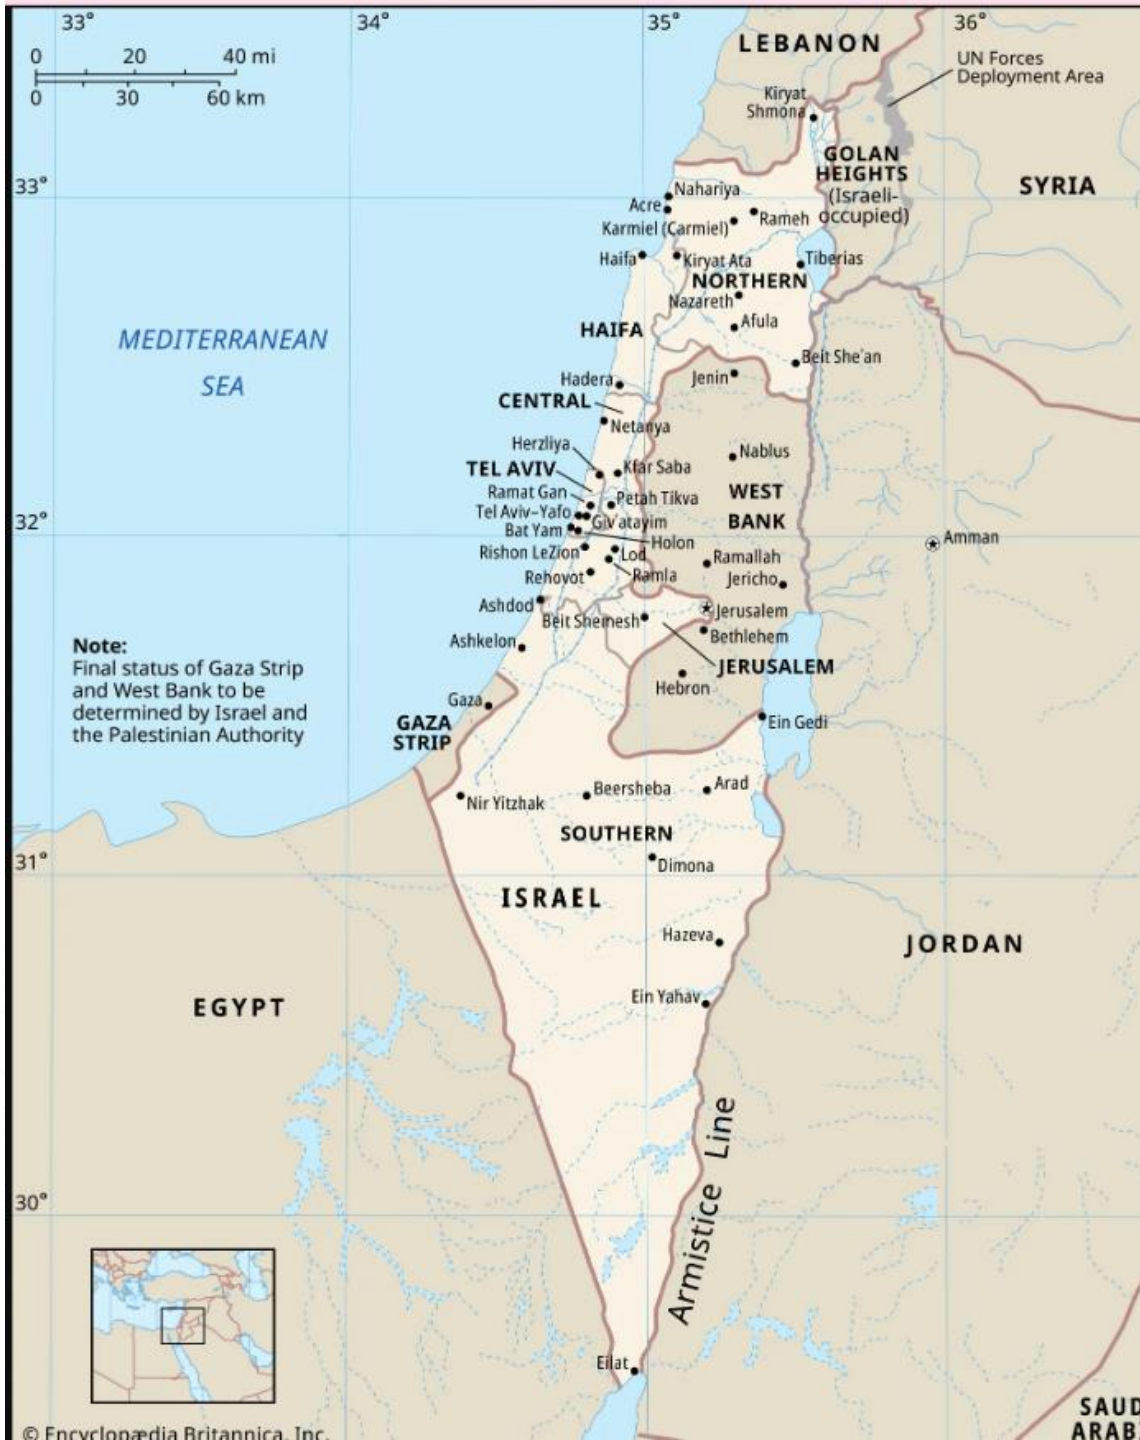 33°
34°
35°
36°
0 20 40 mi
0 30 60 km
LEBANON
UN Forces
Deployment Area
Kiryat
Shmona
GOLAN
HEIGHTS
(Israeli-
occupied)
SYRIA
33°
Nahariya
Acre
Rameh
Karmiel (Carmiel)
Haifa
Kiryat Ata
Tiberias
NORTHERN
Nazareth
Afula
HAIFA
MEDITERRANEAN
SEA
Beit She'an
Jenin
Hadera
CENTRAL
Netanya
Herzliya
Nablus
TEL AVIV
Kfar Saba
Ramat Gan
Petah Tikva
WEST
BANK
Tel Aviv–Yafo
Giv'atayim
32°
Bat Yam
Holon
Amman
Rishon LeZion
Lod
Ramallah
Rehovot
Ramla
Jericho
Ashdod
Jerusalem
Beit Shemesh
Bethlehem
Ashkelon
JERUSALEM
Note:
Final status of Gaza Strip
and West Bank to be
determined by Israel and
the Palestinian Authority
Hebron
Gaza
GAZA
STRIP
Ein Gedi
Nir Yitzhak
Beersheba
Arad
SOUTHERN
31°
Dimona
ISRAEL
Hazeva
JORDAN
EGYPT
Ein Yahav
Armistice Line
30°
Eilat
SAUD
ARABI
© Encyclopædia Britannica, Inc.